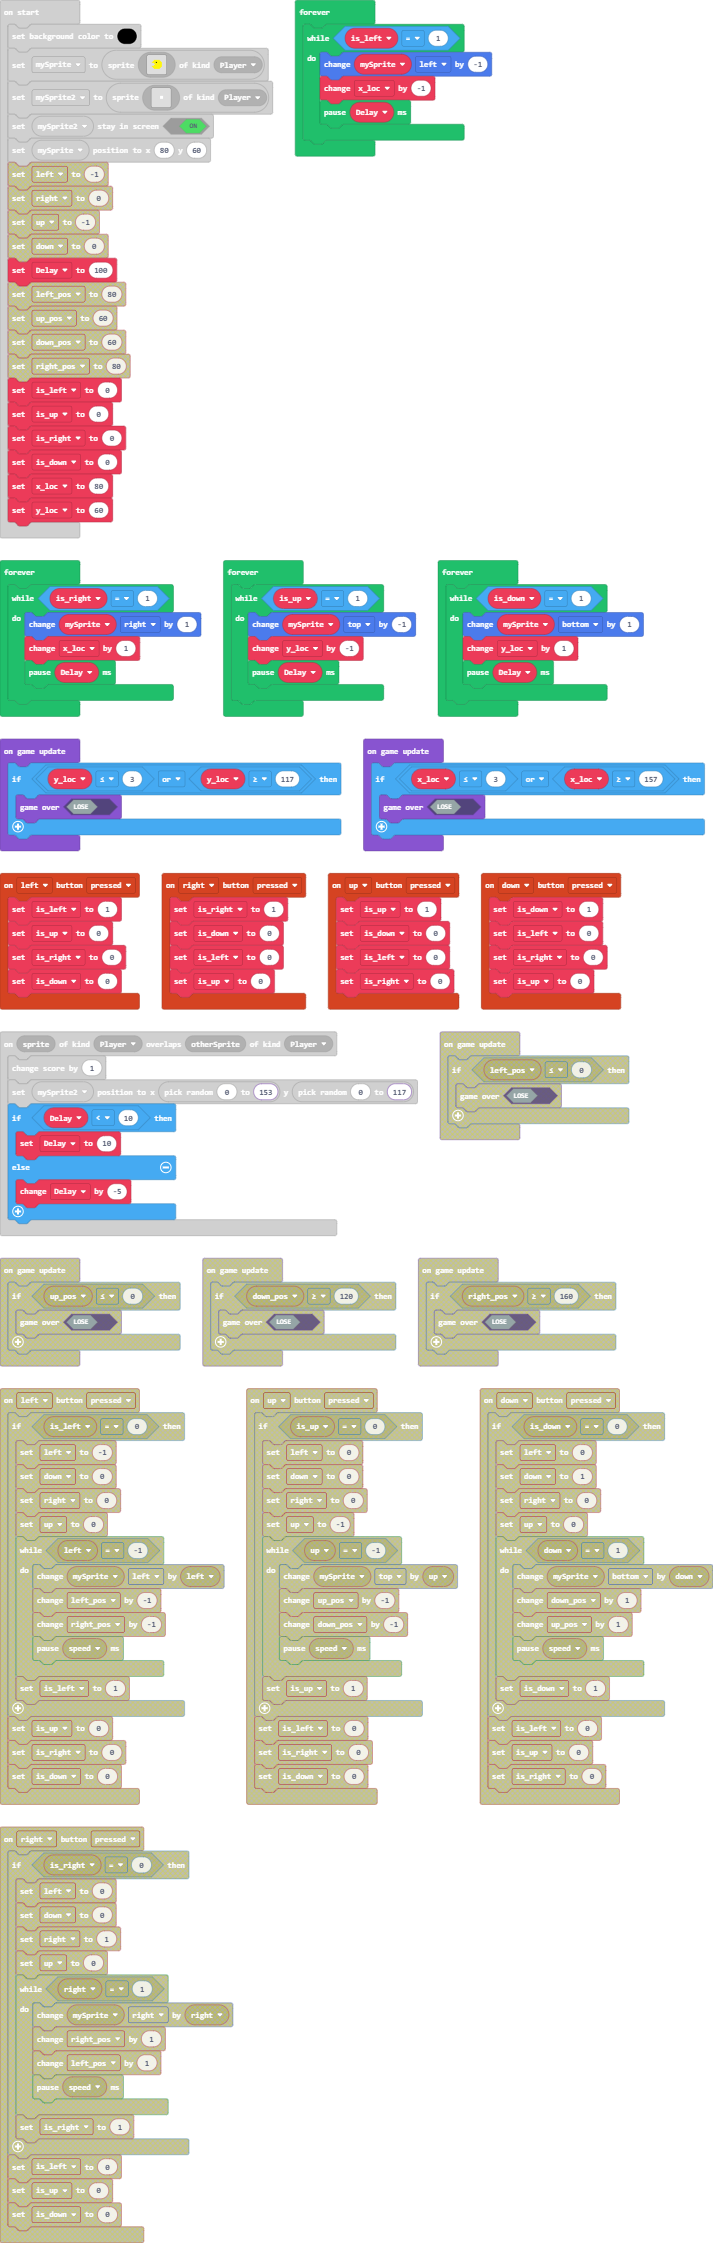 on start
set background color to
set mySprite to sprite of kind Player
set mySprite2 to sprite of kind Player
set mySprite2 stay in screen ON
set mySprite position to x 80 y 60
set left to -1
set right to 0
set up to -1
set down to 0
set Delay to 100
set left_pos to 80
set up_pos to 60
set down_pos to 60
set right_pos to 80
set is_left to 0
set is_up to 0
set is_right to 0
set is_down to 0
set x_loc to 80
set y_loc to 60
forever
while is_left = 1
do change mySprite left by -1
change x_loc by -1
pause Delay ms
forever
while is_right = 1
do change mySprite right by 1
change x_loc by 1
pause Delay ms
forever
while is_up = 1
do change mySprite top by -1
change y_loc by -1
pause Delay ms
forever
while is_down = 1
do change mySprite bottom by 1
change y_loc by 1
pause Delay ms
on game update
if y_loc ≤ 3 or y_loc ≥ 117 then
game over LOSE
on game update
if x_loc ≤ 3 or x_loc ≥ 157 then
game over LOSE
on left button pressed
set is_left to 1
set is_up to 0
set is_right to 0
set is_down to 0
on right button pressed
set is_right to 1
set is_down to 0
set is_left to 0
set is_up to 0
on up button pressed
set is_up to 1
set is_down to 0
set is_left to 0
set is_right to 0
on down button pressed
set is_down to 1
set is_left to 0
set is_right to 0
set is_up to 0
on sprite of kind Player overlaps otherSprite of kind Player
change score by 1
set mySprite2 position to x pick random 0 to 153 y pick random 0 to 117
if Delay < 10 then
set Delay to 10
else
change Delay by -5
on game update
if left_pos ≤ 0 then
game over LOSE
on game update
if up_pos ≤ 0 then
game over LOSE
on game update
if down_pos ≥ 120 then
game over LOSE
on game update
if right_pos ≥ 160 then
game over LOSE
on left button pressed
if is_left = 0 then
set left to -1
set down to 0
set right to 0
set up to 0
while left = -1
do change mySprite left by left
change left_pos by -1
change right_pos by -1
pause speed ms
set is_left to 1
set is_up to 0
set is_right to 0
set is_down to 0
on up button pressed
if is_up = 0 then
set left to 0
set down to 0
set right to 0
set up to -1
while up = -1
do change mySprite top by up
change up_pos by -1
change down_pos by -1
pause speed ms
set is_up to 1
set is_left to 0
set is_right to 0
set is_down to 0
on down button pressed
if is_down = 0 then
set left to 0
set down to 1
set right to 0
set up to 0
while down = 1
do change mySprite bottom by down
change down_pos by 1
change up_pos by 1
pause speed ms
set is_down to 1
set is_left to 0
set is_up to 0
set is_right to 0
on right button pressed
if is_right = 0 then
set left to 0
set down to 0
set right to 1
set up to 0
while right = 1
do change mySprite right by right
change right_pos by 1
change left_pos by 1
pause speed ms
set is_right to 1
set is_left to 0
set is_up to 0
set is_down to 0